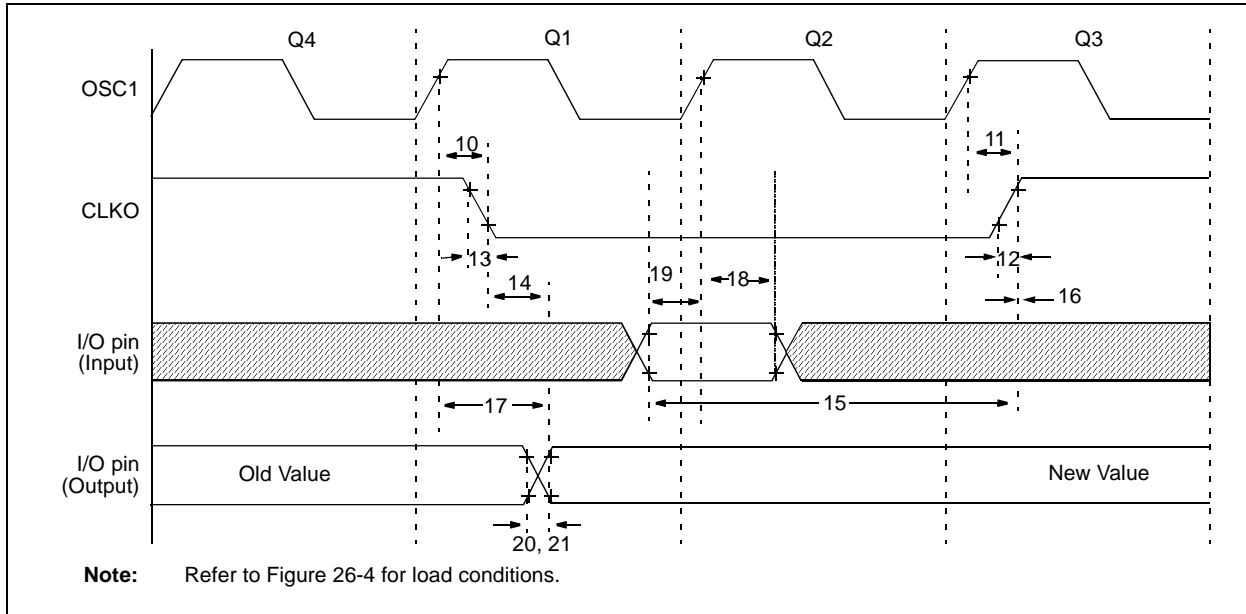 Q4 Q1 Q2 Q3
OSC1
10
11
CLKO
13
12
14
19
18
16
I/O pin
(Input)
17
15
I/O pin
(Output)
Old Value
New Value
20, 21
Note: Refer to Figure 26-4 for load conditions.